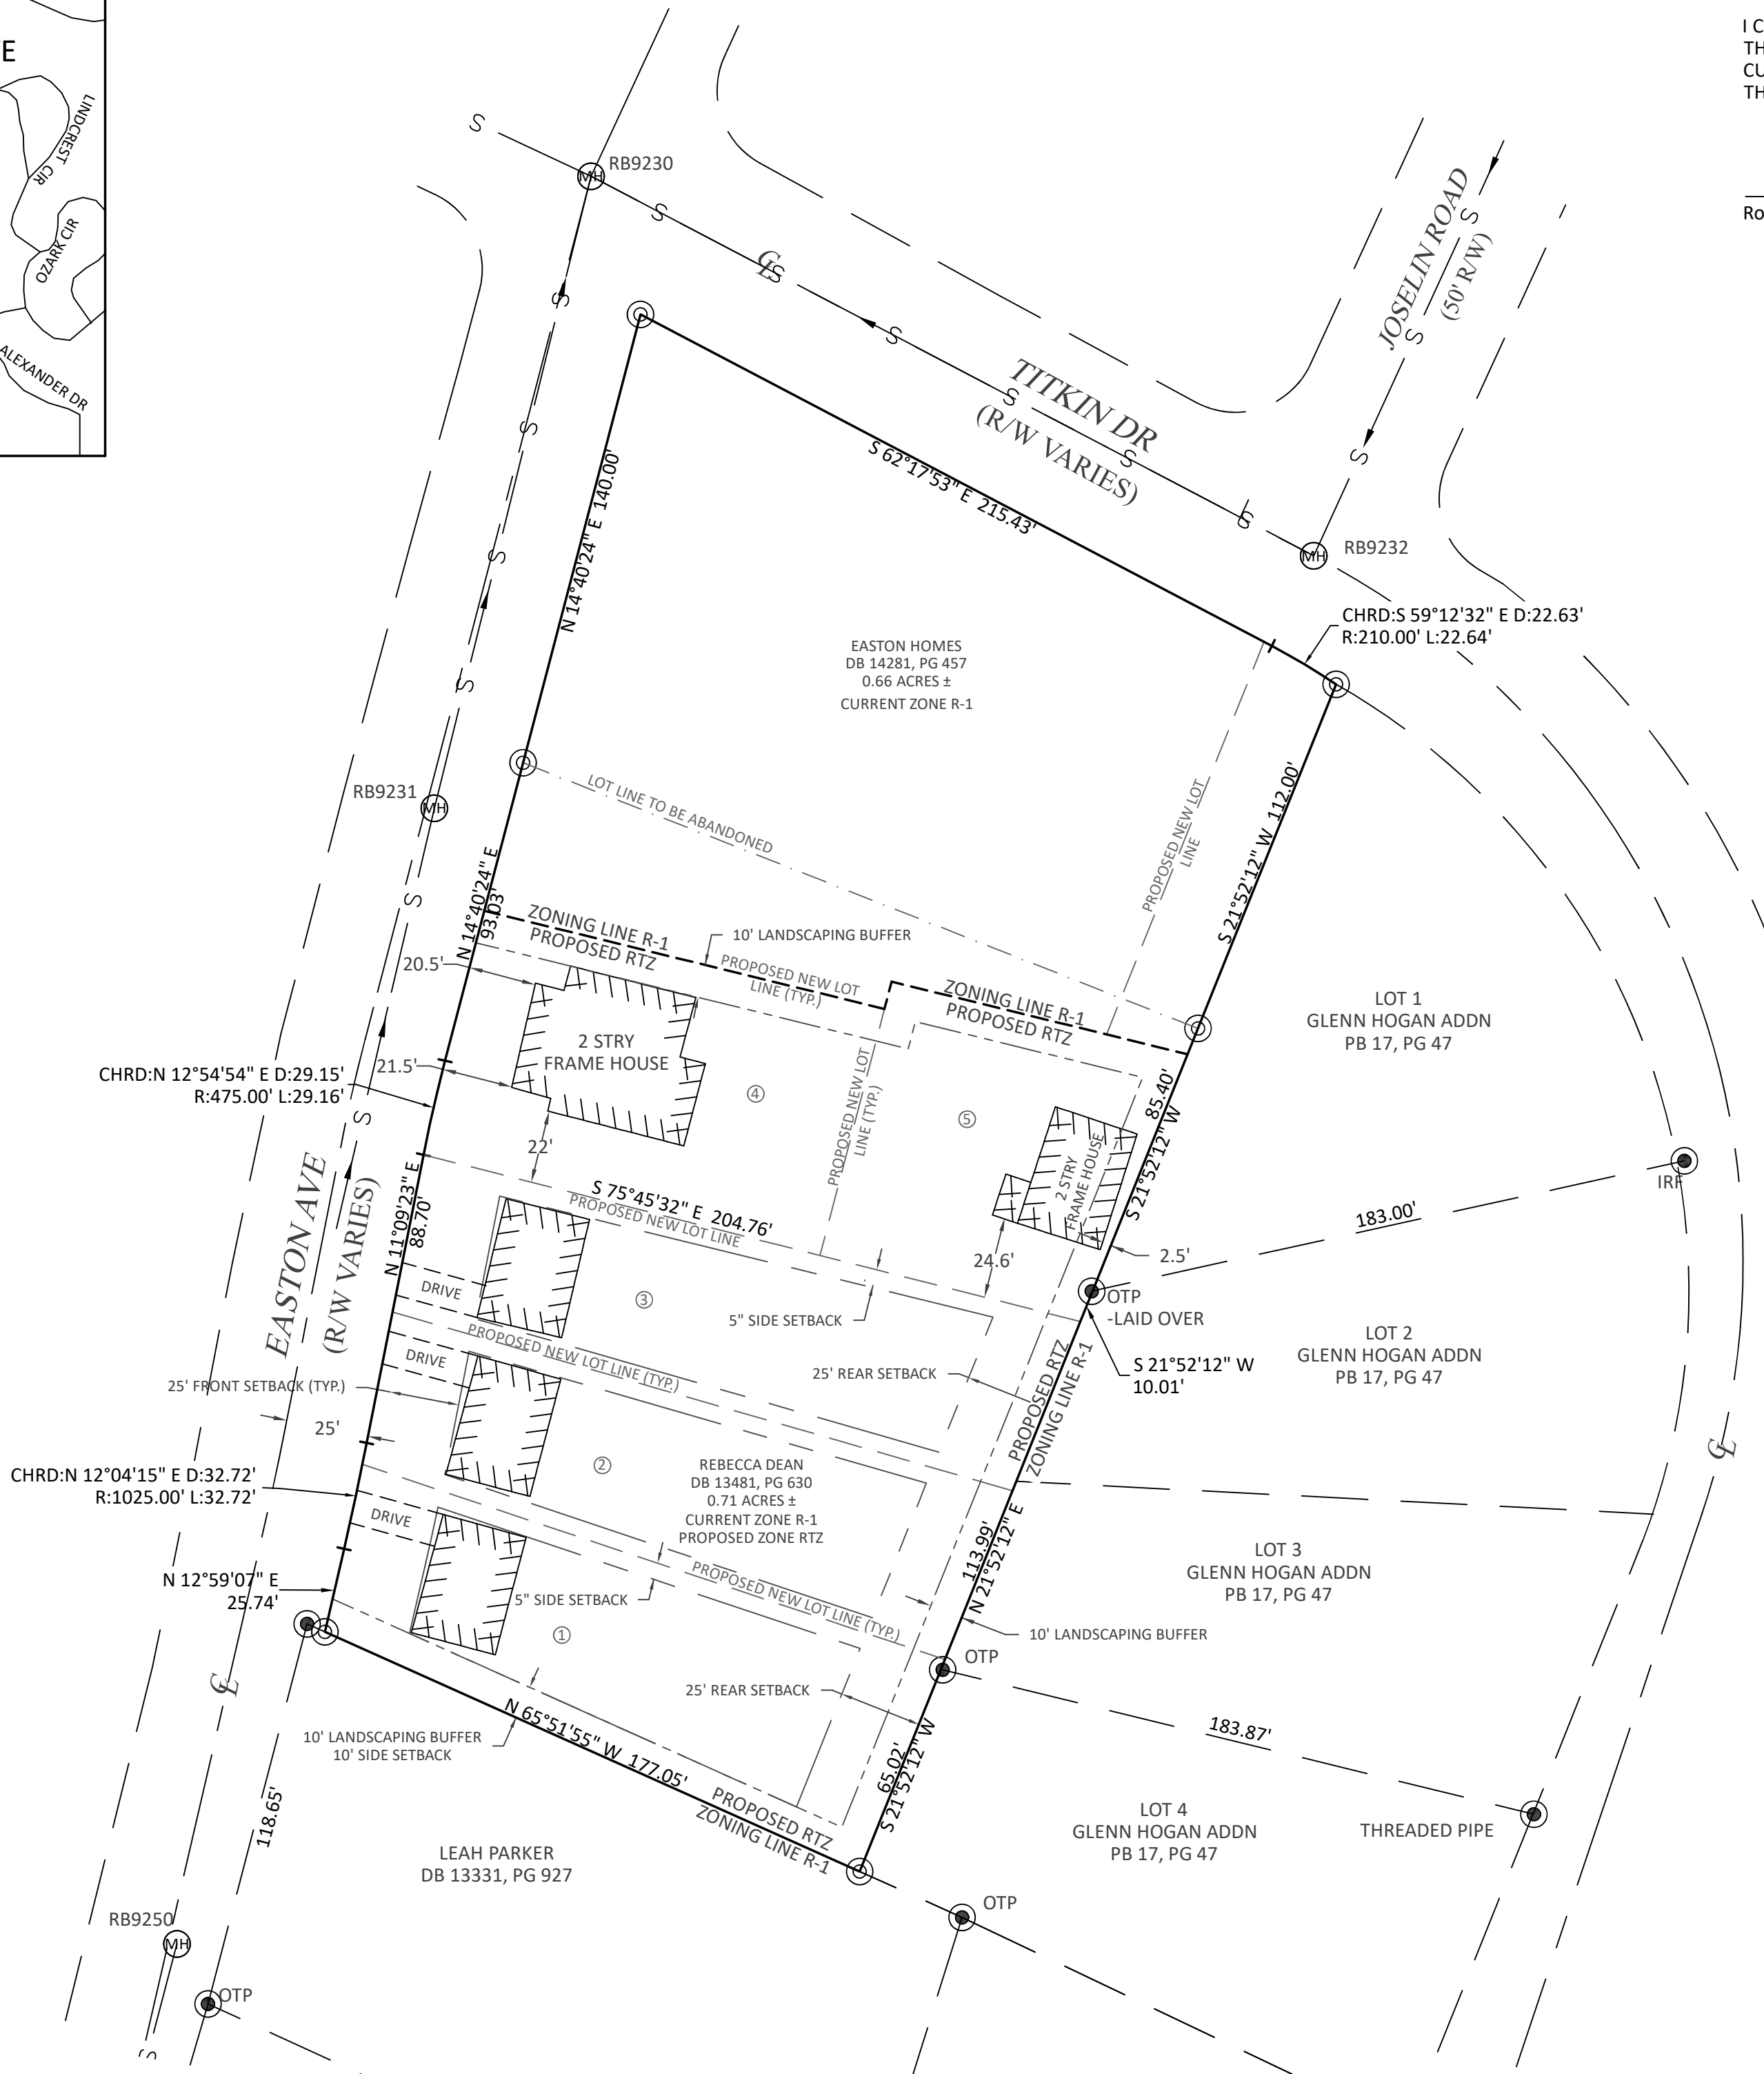 E
LINDCREST CIR
CIR
OZARK CIR
ALEXANDER DR
I C
TH
CU
TH
Ro
S
MH
RB9230
S
CL
S
S
S
TITKIN DR
(R/W VARIES)
S
S
S
JOSELIN ROAD
(50' R/W)
S
S
S
MH
RB9232
S 62°17'53" E 215.43'
CHRD:S 59°12'32" E D:22.63'
R:210.00' L:22.64'
N 14°40'24" E 140.00'
S
S
S
S
EASTON HOMES
DB 14281, PG 457
0.66 ACRES ±
CURRENT ZONE R-1
RB9231
MH
LOT LINE TO BE ABANDONED
PROPOSED NEW LOT
LINE
S 21°52'12" W 112.00'
S
N 14°40'24" E
93.03'
ZONING LINE R-1
PROPOSED RTZ
10' LANDSCAPING BUFFER
PROPOSED NEW LOT
LINE (TYP.)
ZONING LINE R-1
PROPOSED RTZ
20.5'
2 STRY
FRAME HOUSE
21.5'
LOT 1
GLENN HOGAN ADDN
PB 17, PG 47
CHRD:N 12°54'54" E D:29.15'
R:475.00' L:29.16'
S
4
5
PROPOSED NEW LOT
LINE (TYP.)
2 STRY
FRAME HOUSE
85.40'
S 21°52'12" W
22'
IRF
183.00'
EASTON AVE
(R/W VARIES)
N 11°09'23" E
88.70'
S 75°45'32" E 204.76'
PROPOSED NEW LOT LINE
24.6'
2.5'
OTP
-LAID OVER
DRIVE
3
5" SIDE SETBACK
PROPOSED NEW LOT LINE (TYP.)
DRIVE
25' REAR SETBACK
S 21°52'12" W
10.01'
LOT 2
GLENN HOGAN ADDN
PB 17, PG 47
25' FRONT SETBACK (TYP.)
25'
PROPOSED RTZ
ZONING LINE R-1
CL
CHRD:N 12°04'15" E D:32.72'
R:1025.00' L:32.72'
2
REBECCA DEAN
DB 13481, PG 630
0.71 ACRES ±
CURRENT ZONE R-1
PROPOSED ZONE RTZ
DRIVE
113.99'
N 21°52'12" E
LOT 3
GLENN HOGAN ADDN
PB 17, PG 47
N 12°59'07" E
25.74'
5" SIDE SETBACK
PROPOSED NEW LOT LINE (TYP.)
1
10' LANDSCAPING BUFFER
OTP
CL
25' REAR SETBACK
N 65°51'55" W 177.05'
10' LANDSCAPING BUFFER
10' SIDE SETBACK
65.02'
S 21°52'12" W
183.87'
PROPOSED RTZ
ZONING LINE R-1
118.65'
LOT 4
GLENN HOGAN ADDN
PB 17, PG 47
THREADED PIPE
LEAH PARKER
DB 13331, PG 927
OTP
RB9250
MH
OTP
S